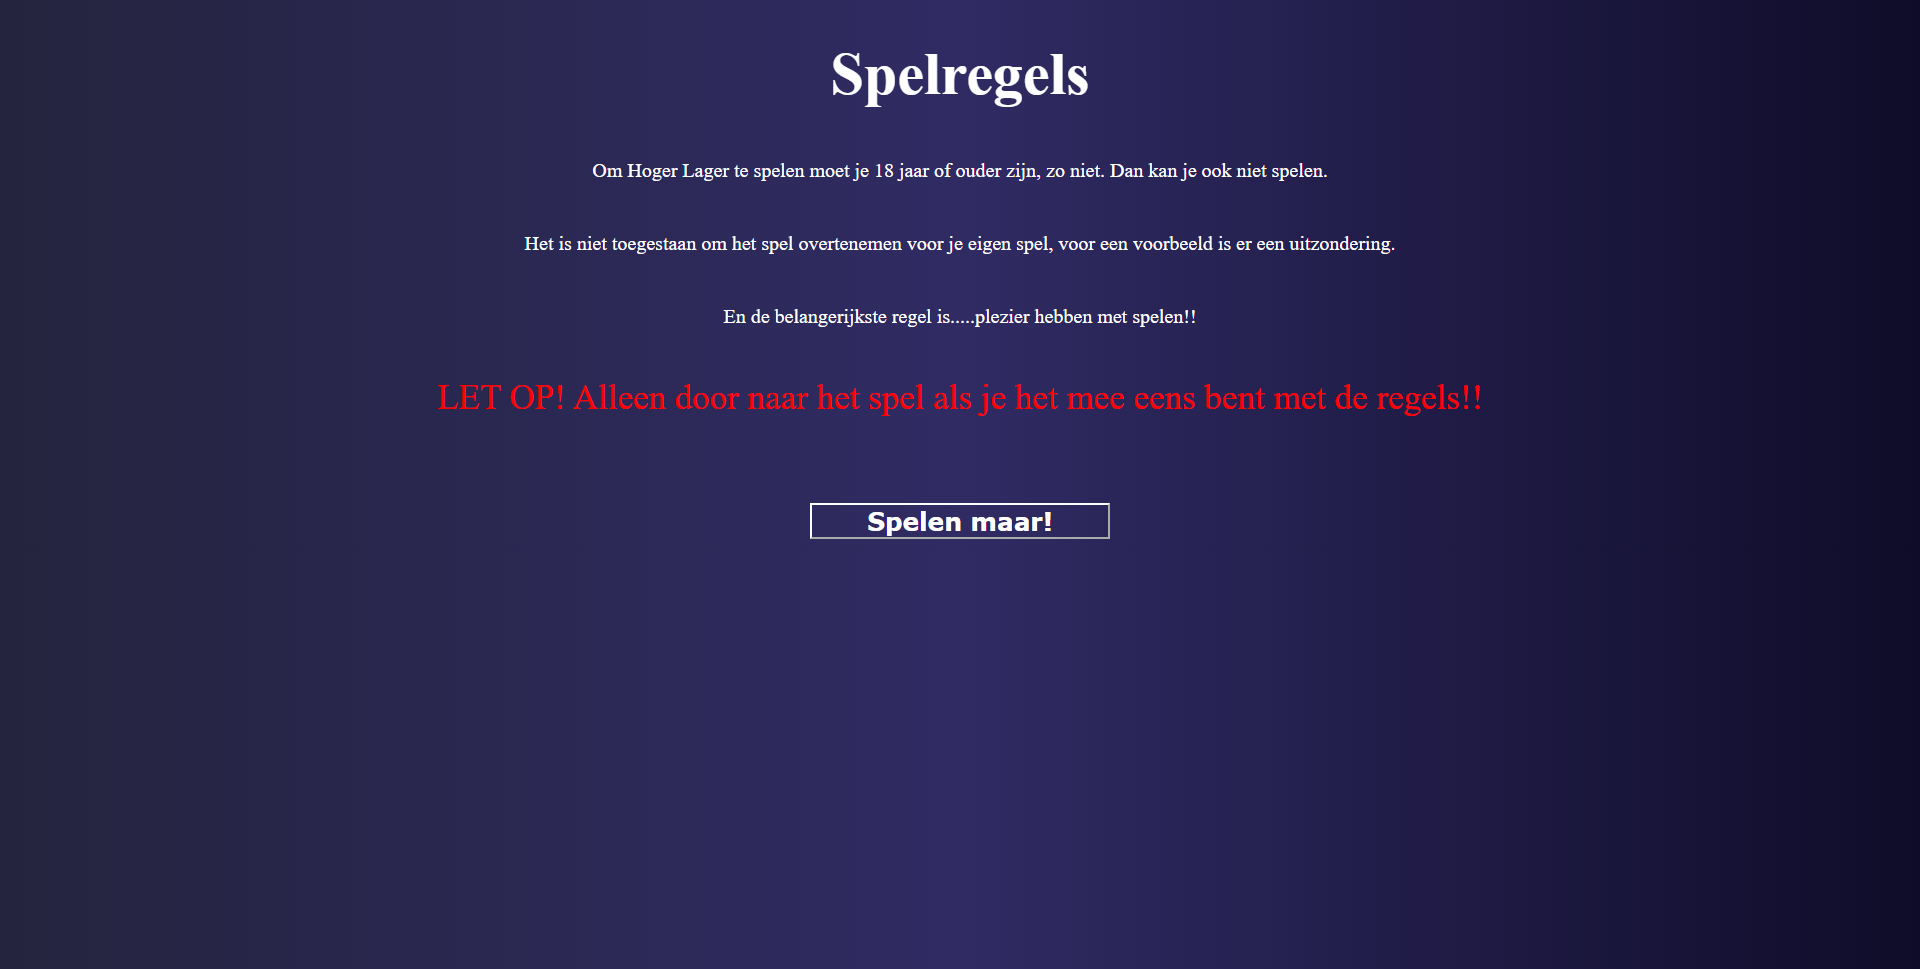 Spelregels
Om Hoger Lager te spelen moet je 18 jaar of ouder zijn, zo niet. Dan kan je ook niet spelen.
Het is niet toegestaan om het spel overtenemen voor je eigen spel, voor een voorbeeld is er een uitzondering.
En de belangerijkste regel is.....plezier hebben met spelen!!
LET OP! Alleen door naar het spel als je het mee eens bent met de regels!!
Spelen maar!